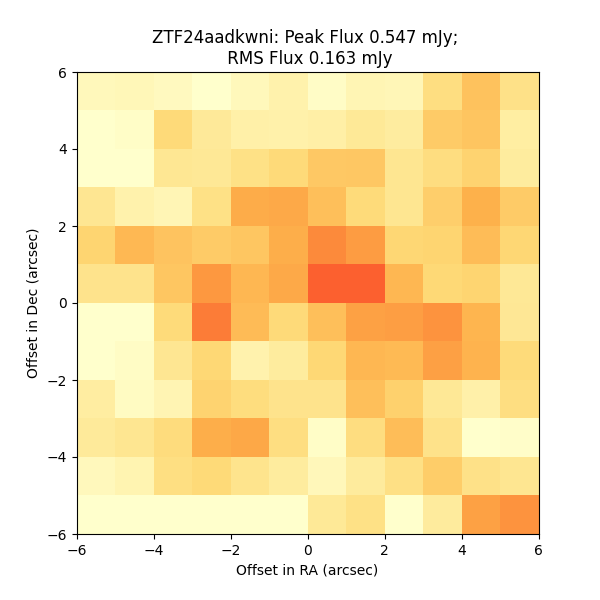 ZTF24aadkwni: Peak Flux 0.547 mJy;
RMS Flux 0.163 mJy
6
4
2
0
−2
−4
−6
Offset in Dec (arcsec)
−6 −4 −2 0 2 4 6
Offset in RA (arcsec)